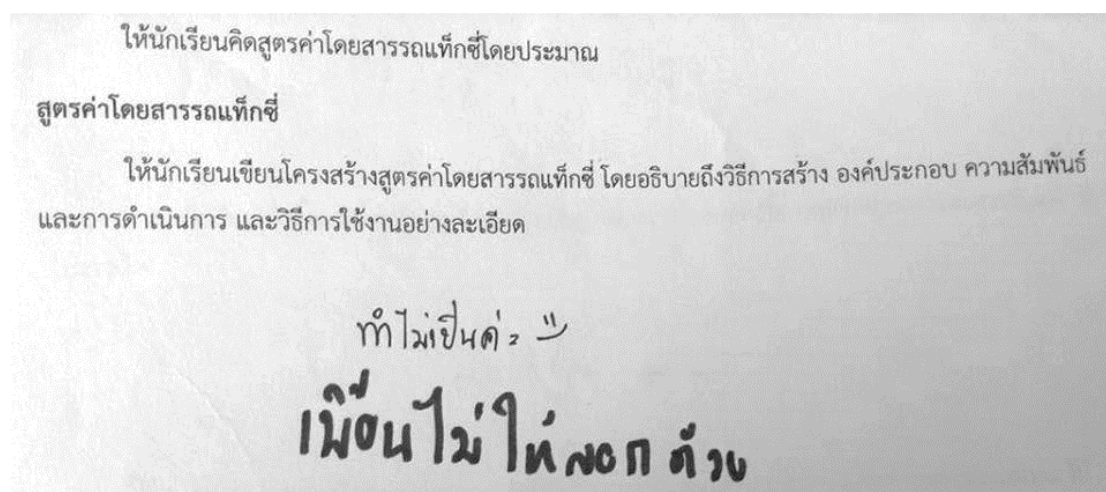 ให้นักเรียนคิดสูตรค่าโดยสารรถแท็กซี่โดยประมาณ
สูตรค่าโดยสารรถแท็กซี่
ให้นักเรียนเขียนโครงสร้างสูตรค่าโดยสารรถแท็กซี่ โดยอธิบายถึงวิธีการสร้าง องค์ประกอบ ความสัมพันธ์
และการดำเนินการ และวิธีการใช้งานอย่างละเอียด
ทำไม่เป็นค่ะ
เพื่อนไม่ให้ลอกด้วย